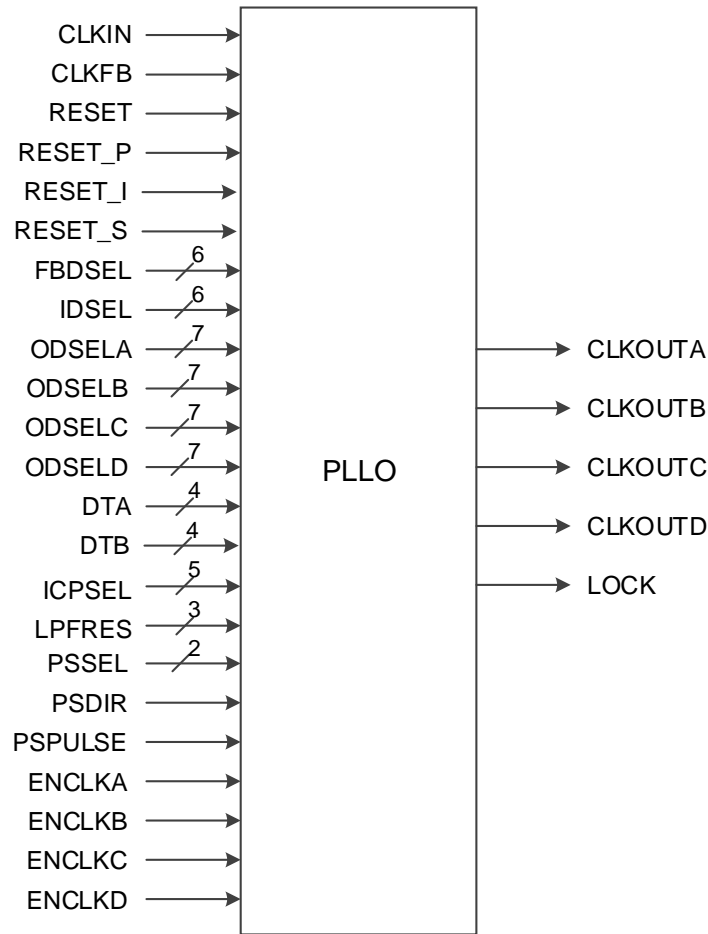 CLKIN
CLKFB
RESET
RESET_P
RESET_I
RESET_S
FBDSEL 6
IDSEL 6
ODSELA 7
ODSELB 7
ODSELC 7
ODSELD 7
DTA 4
DTB 4
ICPSEL 5
LPFRES 3
PSSEL 2
PSDIR
PSPULSE
ENCLKA
ENCLKB
ENCLKC
ENCLKD
PLLO
CLKOUTA
CLKOUTB
CLKOUTC
CLKOUTD
LOCK